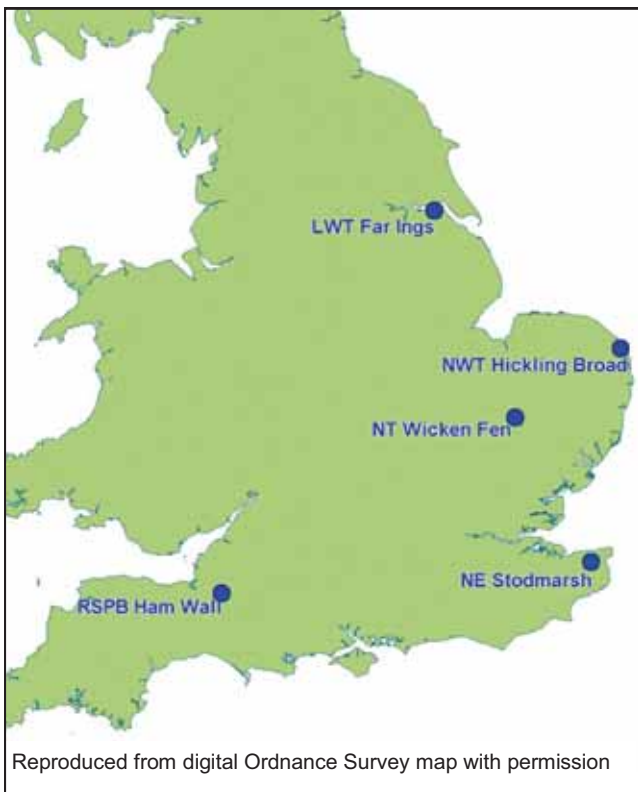 LWT Far Ings
NWT Hickling Broad
NT Wicken Fen
NE Stodmarsh
RSPB Ham Wall
Reproduced from digital Ordnance Survey map with permission